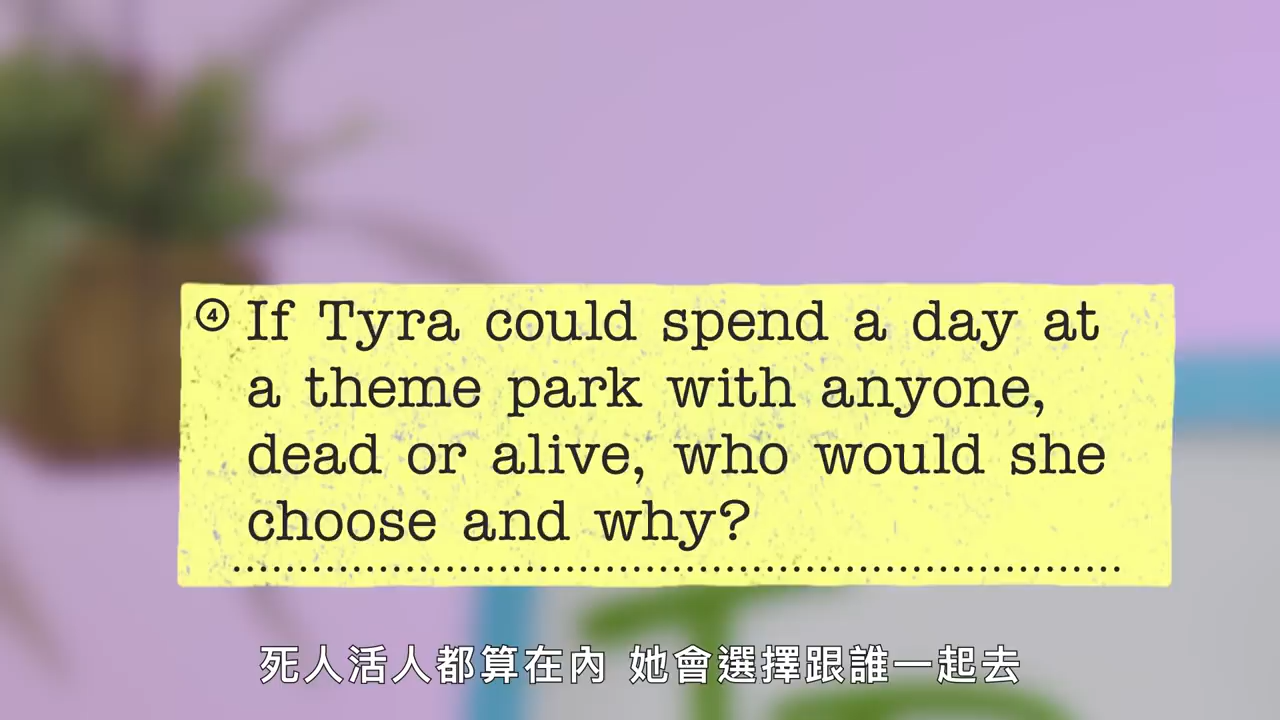 ④ If Tyra could spend a day at
a theme park with anyone,
dead or alive, who would she
choose and why?
死人活人都算在內 她會選擇跟誰一起去